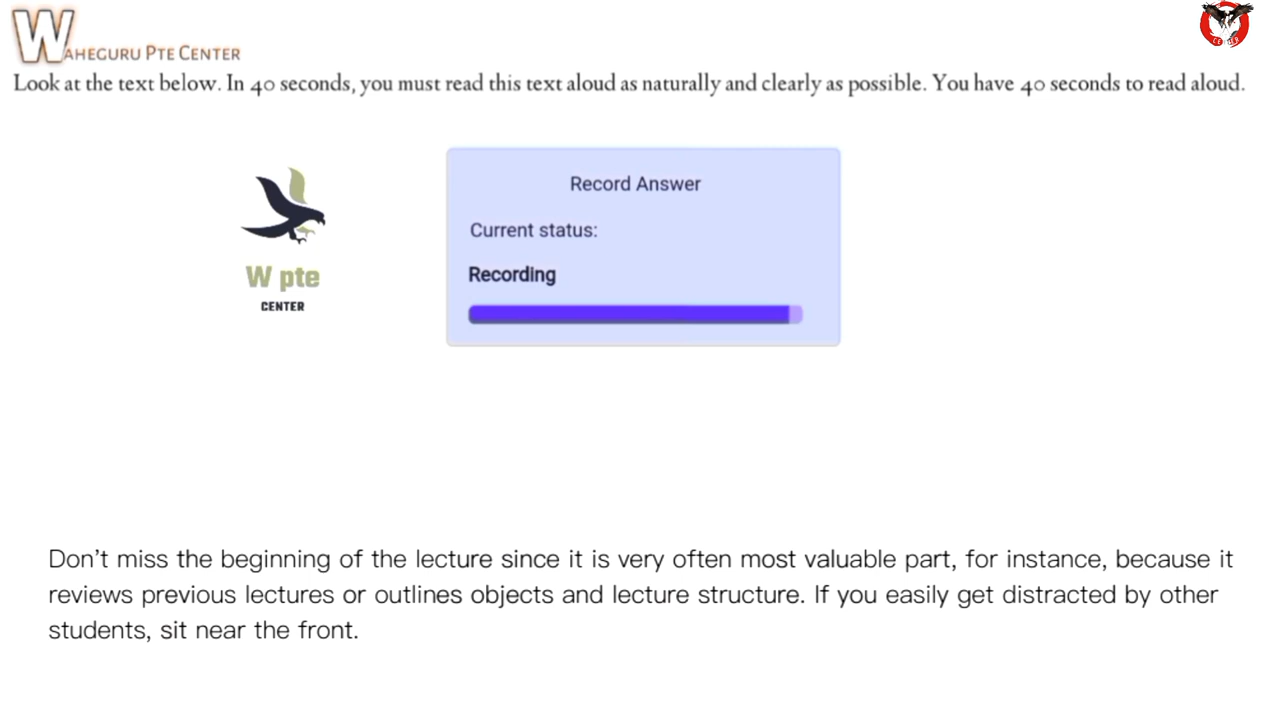 WAHEGURU PTE CENTER
Look at the text below. In 40 seconds, you must read this text aloud as naturally and clearly as possible. You have 40 seconds to read aloud.
Record Answer
Current status:
Recording
W pte
CENTER
Don't miss the beginning of the lecture since it is very often most valuable part, for instance, because it
reviews previous lectures or outlines objects and lecture structure. If you easily get distracted by other
students, sit near the front.